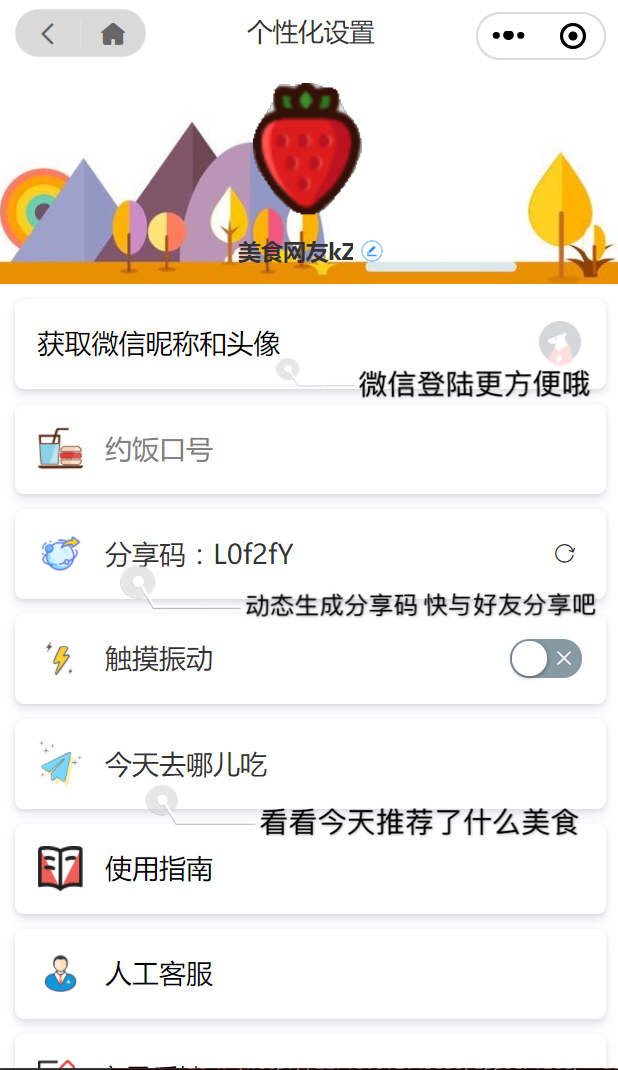 个性化设置
美食网友kZ
获取微信昵称和头像
微信登陆更方便哦
约饭口号
分享码：L0f2fY
动态生成分享码 快与好友分享吧
触摸振动
今天去哪儿吃
看看今天推荐了什么美食
使用指南
人工客服